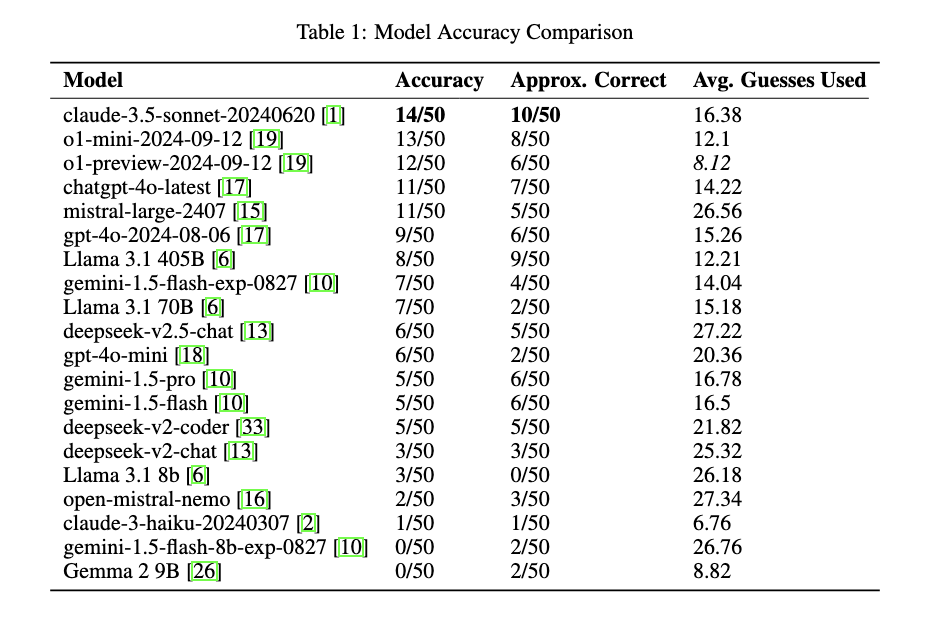 Table 1: Model Accuracy Comparison
Model Accuracy Approx. Correct Avg. Guesses Used
claude-3.5-sonnet-20240620 [1] 14/50 10/50 16.38
o1-mini-2024-09-12 [19] 13/50 8/50 12.1
o1-preview-2024-09-12 [19] 12/50 6/50 8.12
chatgpt-4o-latest [17] 11/50 7/50 14.22
mistral-large-2407 [15] 11/50 5/50 26.56
gpt-4o-2024-08-06 [17] 9/50 6/50 15.26
Llama 3.1 405B [6] 8/50 9/50 12.21
gemini-1.5-flash-exp-0827 [10] 7/50 4/50 14.04
Llama 3.1 70B [6] 7/50 2/50 15.18
deepseek-v2.5-chat [13] 6/50 5/50 27.22
gpt-4o-mini [18] 6/50 2/50 20.36
gemini-1.5-pro [10] 5/50 6/50 16.78
gemini-1.5-flash [10] 5/50 6/50 16.5
deepseek-v2-coder [33] 5/50 5/50 21.82
deepseek-v2-chat [13] 3/50 3/50 25.32
Llama 3.1 8b [6] 3/50 0/50 26.18
open-mistral-nemo [16] 2/50 3/50 27.34
claude-3-haiku-20240307 [2] 1/50 1/50 6.76
gemini-1.5-flash-8b-exp-0827 [10] 0/50 2/50 26.76
Gemma 2 9B [26] 0/50 2/50 8.82